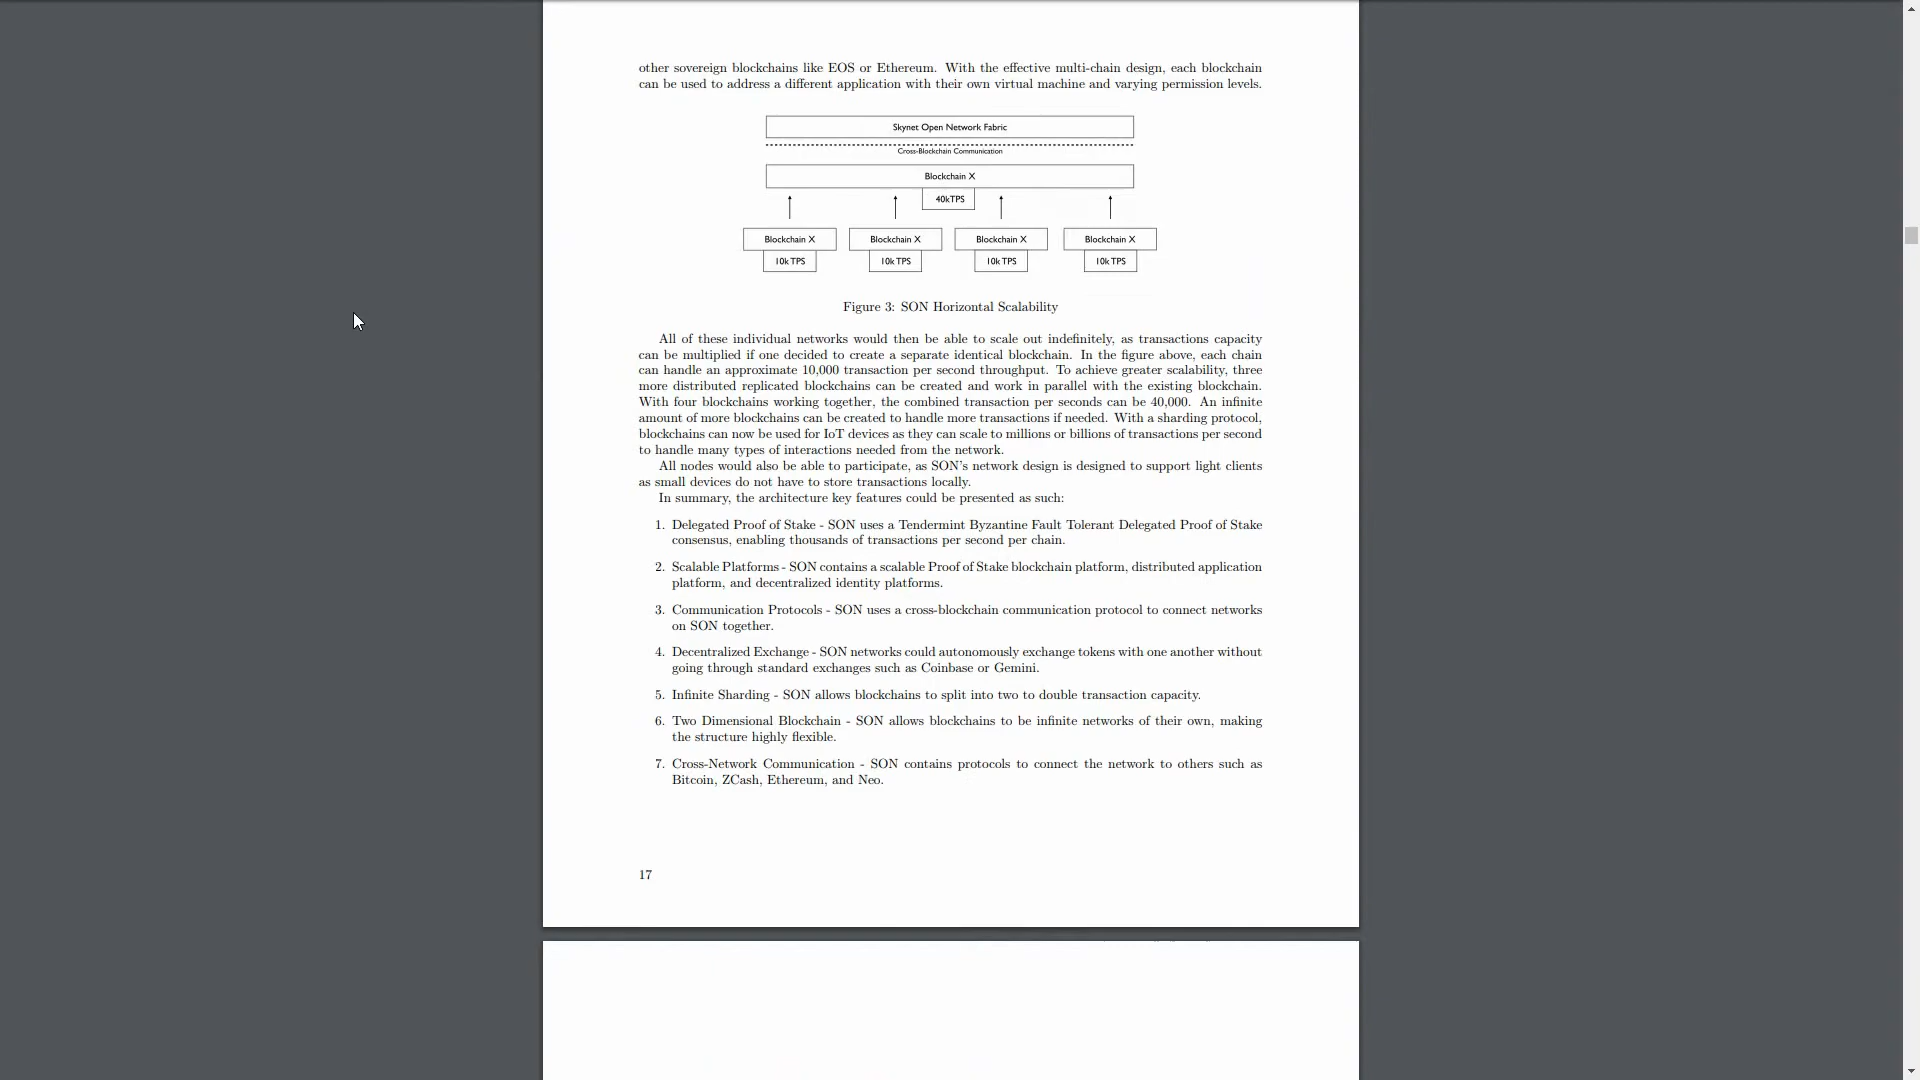 other sovereign blockchains like EOS or Ethereum. With the effective multi-chain design, each blockchain
can be used to address a different application with their own virtual machine and varying permission levels.
Skynet Open Network Fabric
Cross-Blockchain Communication
Blockchain X
40kTPS
Blockchain X Blockchain X Blockchain X Blockchain X
10k TPS 10k TPS 10k TPS 10k TPS
Figure 3: SON Horizontal Scalability
All of these individual networks would then be able to scale out indefinitely, as transactions capacity
can be multiplied if one decided to create a separate identical blockchain. In the figure above, each chain
can handle an approximate 10,000 transaction per second throughput. To achieve greater scalability, three
more distributed replicated blockchains can be created and work in parallel with the existing blockchain.
With four blockchains working together, the combined transaction per seconds can be 40,000. An infinite
amount of more blockchains can be created to handle more transactions if needed. With a sharding protocol,
blockchains can now be used for IoT devices as they can scale to millions or billions of transactions per second
to handle many types of interactions needed from the network.
All nodes would also be able to participate, as SON's network design is designed to support light clients
as small devices do not have to store transactions locally.
In summary, the architecture key features could be presented as such:
1. Delegated Proof of Stake - SON uses a Tendermint Byzantine Fault Tolerant Delegated Proof of Stake
consensus, enabling thousands of transactions per second per chain.
2. Scalable Platforms - SON contains a scalable Proof of Stake blockchain platform, distributed application
platform, and decentralized identity platforms.
3. Communication Protocols - SON uses a cross-blockchain communication protocol to connect networks
on SON together.
4. Decentralized Exchange - SON networks could autonomously exchange tokens with one another without
going through standard exchanges such as Coinbase or Gemini.
5. Infinite Sharding - SON allows blockchains to split into two to double transaction capacity.
6. Two Dimensional Blockchain - SON allows blockchains to be infinite networks of their own, making
the structure highly flexible.
7. Cross-Network Communication - SON contains protocols to connect the network to others such as
Bitcoin, ZCash, Ethereum, and Neo.
17